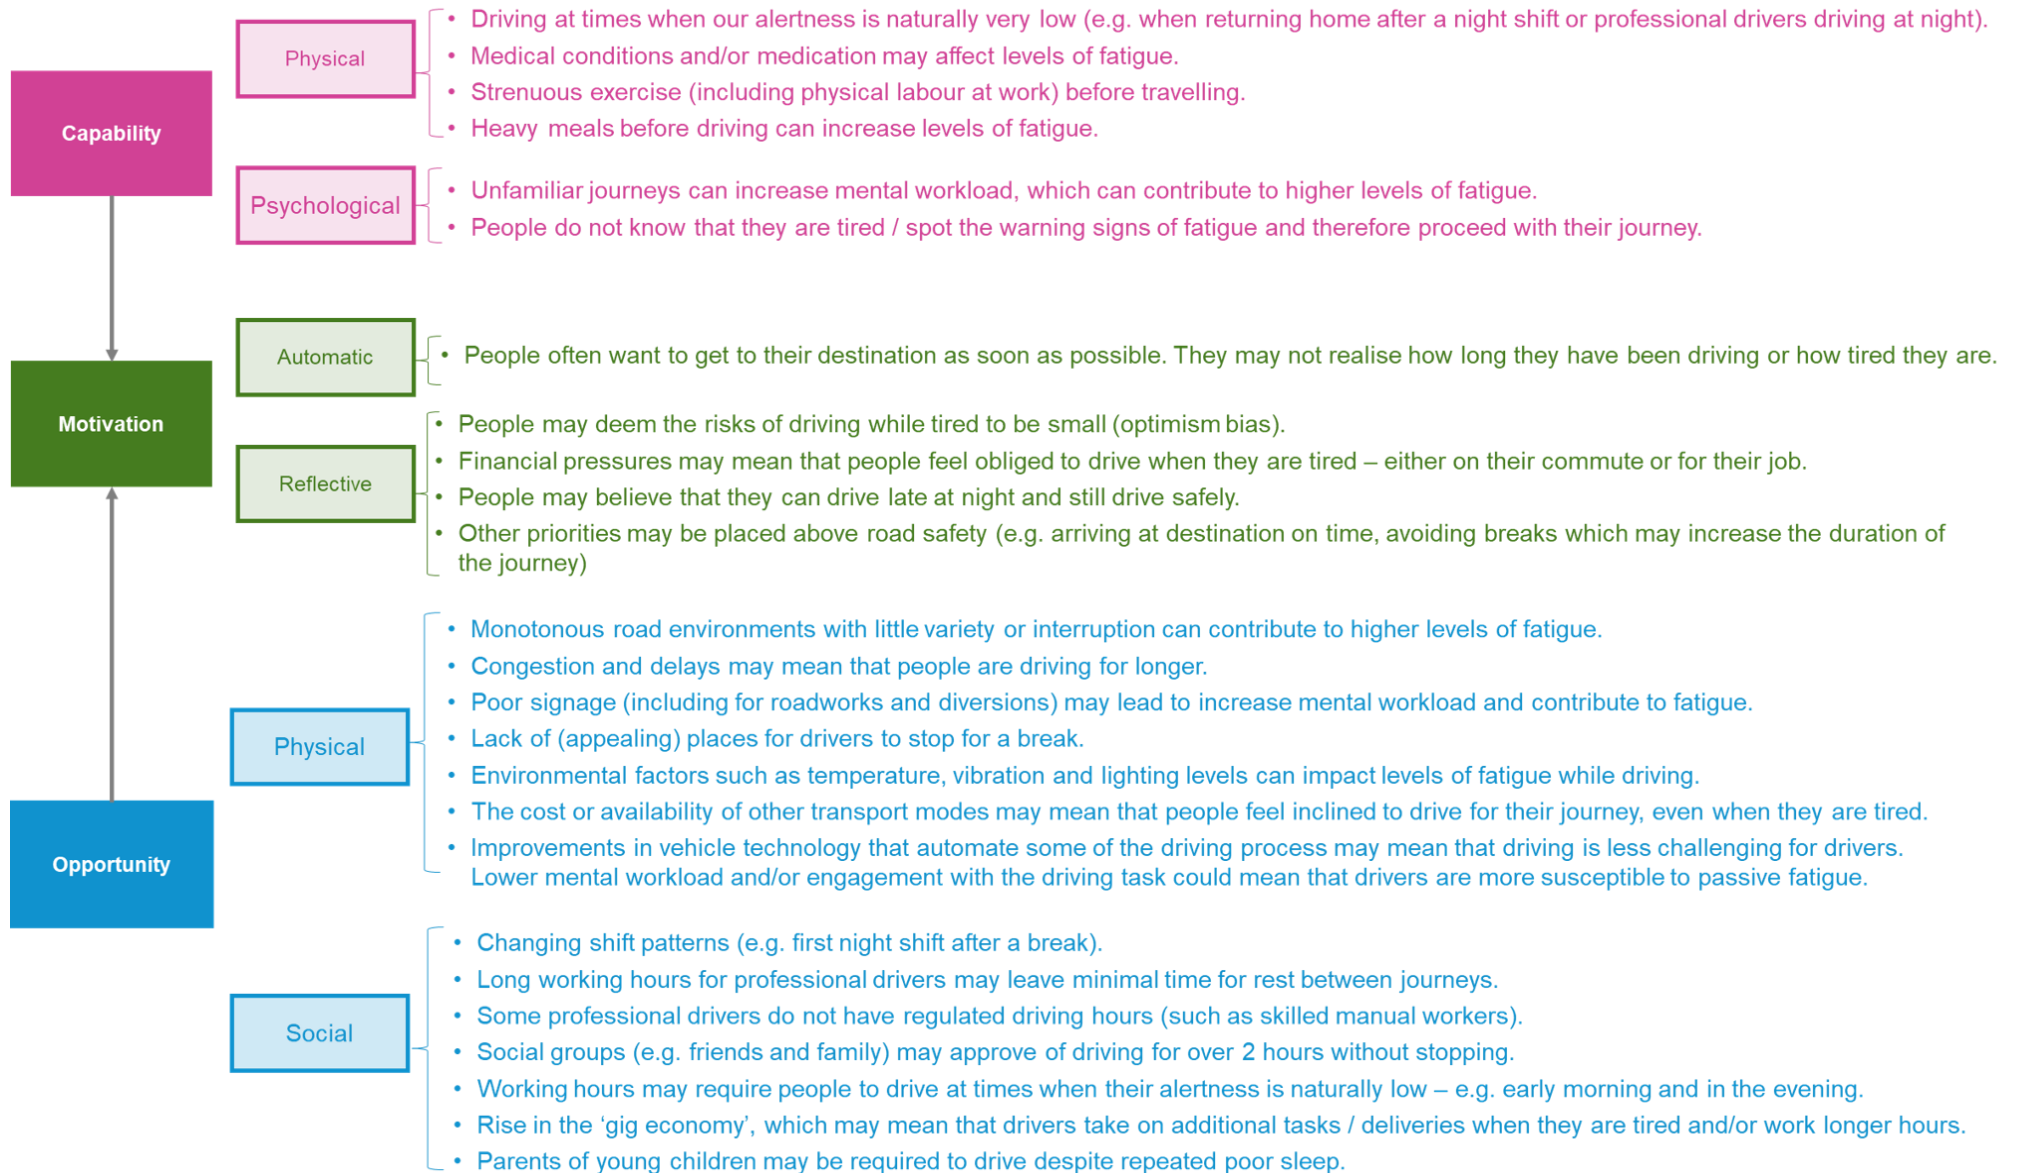 Capability
Physical
• Driving at times when our alertness is naturally very low (e.g. when returning home after a night shift or professional drivers driving at night).
• Medical conditions and/or medication may affect levels of fatigue.
• Strenuous exercise (including physical labour at work) before travelling.
• Heavy meals before driving can increase levels of fatigue.
Psychological
• Unfamiliar journeys can increase mental workload, which can contribute to higher levels of fatigue.
• People do not know that they are tired / spot the warning signs of fatigue and therefore proceed with their journey.
Motivation
Automatic
• People often want to get to their destination as soon as possible. They may not realise how long they have been driving or how tired they are.
Reflective
• People may deem the risks of driving while tired to be small (optimism bias).
• Financial pressures may mean that people feel obliged to drive when they are tired – either on their commute or for their job.
• People may believe that they can drive late at night and still drive safely.
• Other priorities may be placed above road safety (e.g. arriving at destination on time, avoiding breaks which may increase the duration of
the journey)
Opportunity
Physical
• Monotonous road environments with little variety or interruption can contribute to higher levels of fatigue.
• Congestion and delays may mean that people are driving for longer.
• Poor signage (including for roadworks and diversions) may lead to increase mental workload and contribute to fatigue.
• Lack of (appealing) places for drivers to stop for a break.
• Environmental factors such as temperature, vibration and lighting levels can impact levels of fatigue while driving.
• The cost or availability of other transport modes may mean that people feel inclined to drive for their journey, even when they are tired.
• Improvements in vehicle technology that automate some of the driving process may mean that driving is less challenging for drivers.
Lower mental workload and/or engagement with the driving task could mean that drivers are more susceptible to passive fatigue.
Social
• Changing shift patterns (e.g. first night shift after a break).
• Long working hours for professional drivers may leave minimal time for rest between journeys.
• Some professional drivers do not have regulated driving hours (such as skilled manual workers).
• Social groups (e.g. friends and family) may approve of driving for over 2 hours without stopping.
• Working hours may require people to drive at times when their alertness is naturally low – e.g. early morning and in the evening.
• Rise in the ‘gig economy’, which may mean that drivers take on additional tasks / deliveries when they are tired and/or work longer hours.
• Parents of young children may be required to drive despite repeated poor sleep.